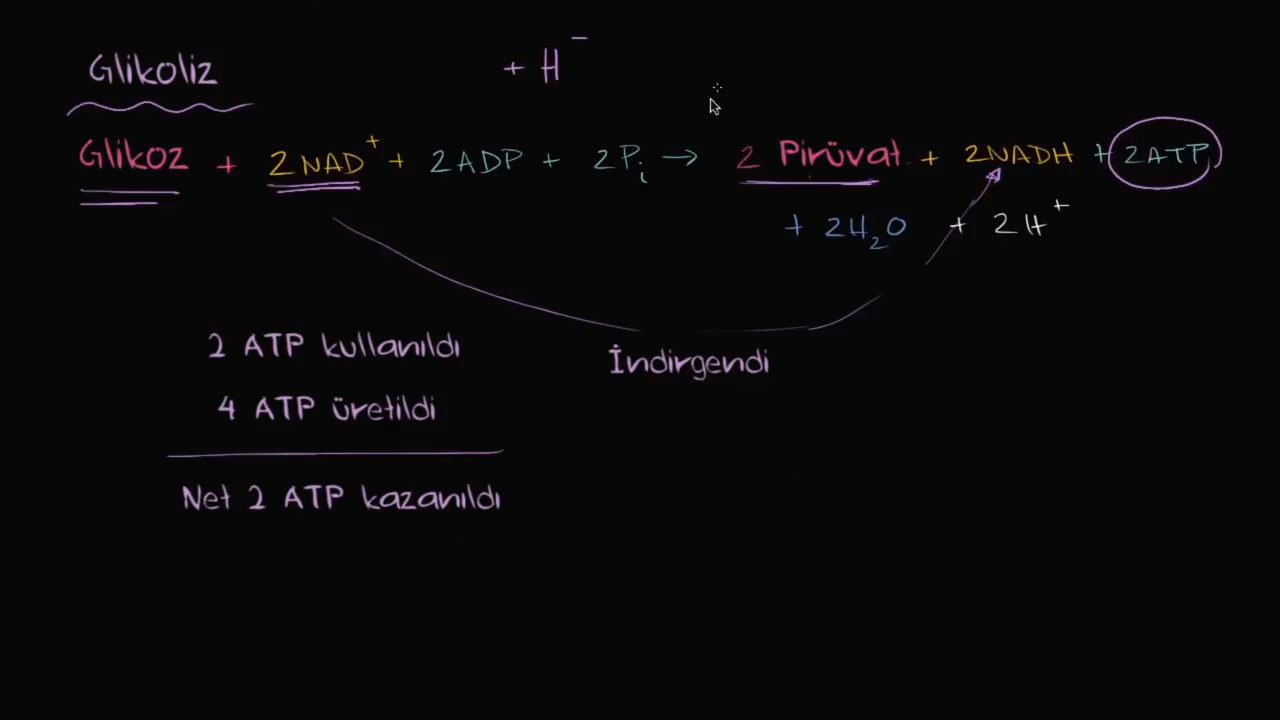 Glikoliz + H⁻
Glikoz + 2NAD⁺ + 2ADP + 2Pᵢ → 2 Pirüvat + 2NADH + 2ATP
+ 2H₂O + 2H⁺
2 ATP kullanıldı
İndirgendi
4 ATP üretildi
Net 2 ATP kazanıldı